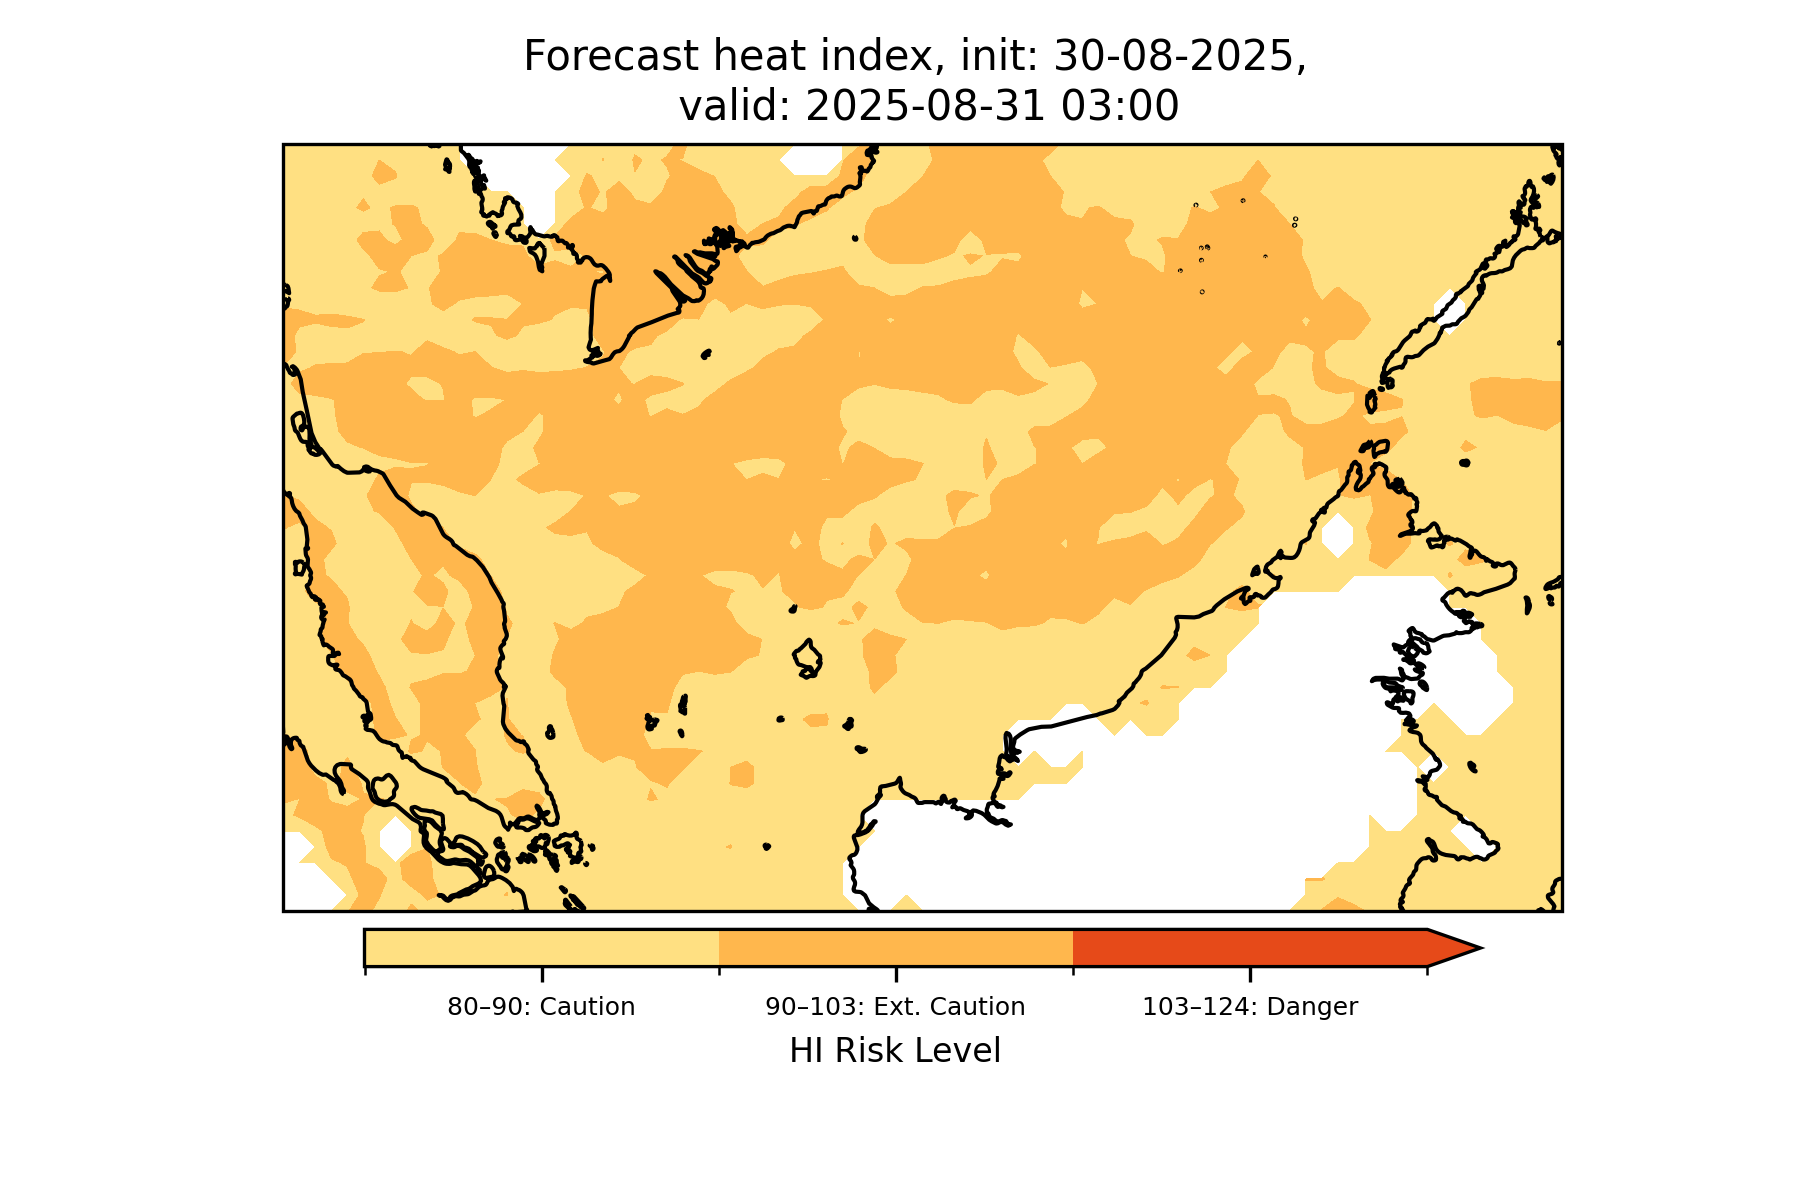 Forecast heat index, init: 30-08-2025,
valid: 2025-08-31 03:00
80–90: Caution
90–103: Ext. Caution
103–124: Danger
HI Risk Level